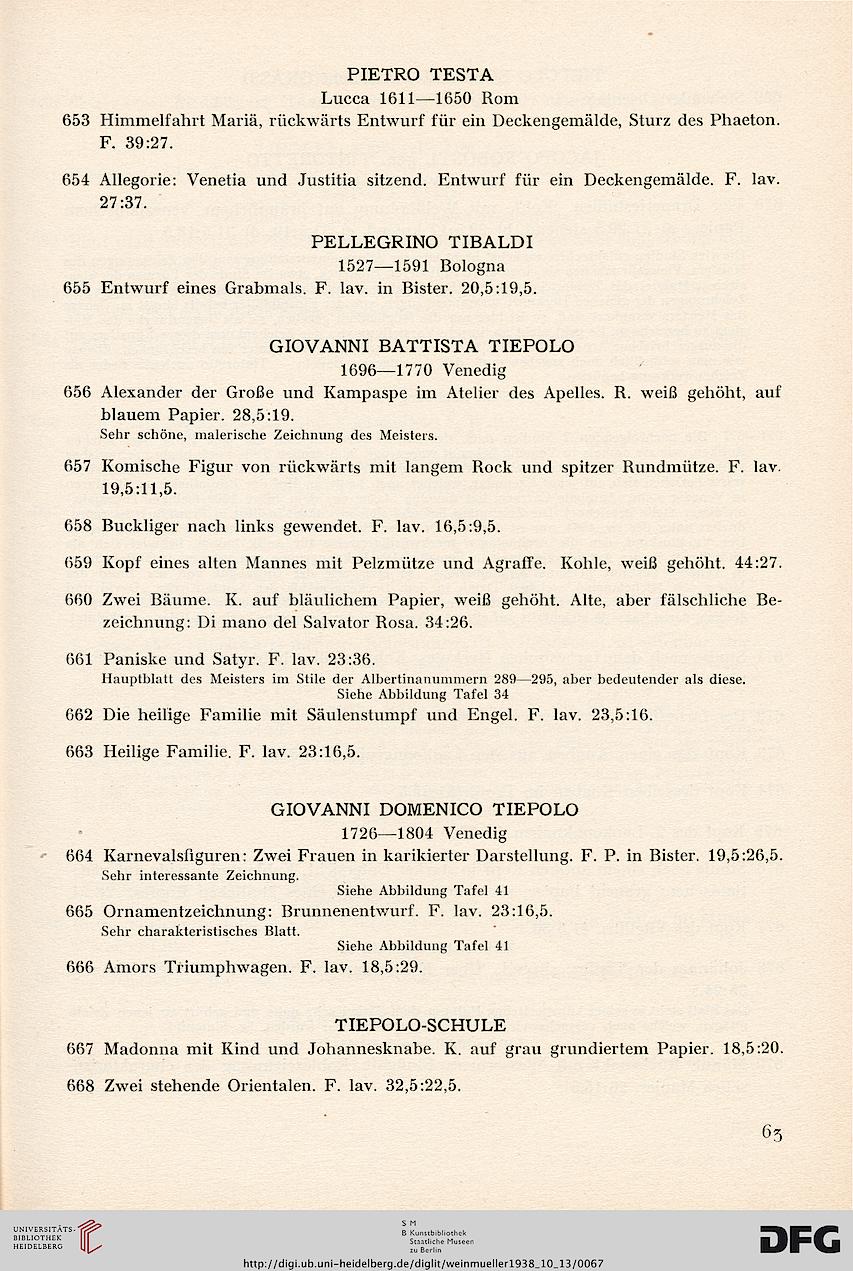 PIETRO TESTA
Lucca 1611—1650 Rom
653 Himmelfahrt Mariä, rückwärts Entwurf für ein Deckengemälde, Sturz des Phaeton.
F. 39:27.
654 Allegorie: Venetia und Justitia sitzend. Entwurf für ein Deckengemälde. F. lav.
27:37.
PELLEGRINO TIBALDI
1527—1591 Bologna
655 Entwurf eines Grabmals. F. lav. in Bister. 20,5:19,5.
GIOVANNI BATTISTA TIEPOLO
1696—1770 Venedig
656 Alexander der Große und Kampaspe im Atelier des Apelles. R. weiß gehöht, auf
blauem Papier. 28,5:19.
Sehr schöne, malerische Zeichnung des Meisters.
657 Komische Figur von rückwärts mit langem Rock und spitzer Rundmütze. F. lav.
19,5:11,5.
658 Buckliger nach links gewendet. F. lav. 16,5:9,5.
659 Kopf eines alten Mannes mit Pelzmütze und Agraffe. Kohle, weiß gehöht. 44:27.
660 Zwei Bäume. K. auf bläulichem Papier, weiß gehöht. Alte, aber fälschliche Be-
zeichnung: Di mano del Salvator Rosa. 34:26.
661 Paniske und Satyr. F. lav. 23:36.
Hauptblatt des Meisters im Stile der Albertinanummern 289—295, aber bedeutender als diese.
Siehe Abbildung Tafel 34
662 Die heilige Familie mit Säulenstumpf und Engel. F. lav. 23,5:16.
663 Heilige Familie. F. lav. 23:16,5.
GIOVANNI DOMENICO TIEPOLO
1726—1804 Venedig
664 Karnevalsfiguren: Zwei Frauen in karikierter Darstellung. F. P. in Bister. 19,5:26,5.
Sehr interessante Zeichnung.
Siehe Abbildung Tafel 41
665 Ornamentzeichnung: Brunnenentwurf. F. lav. 23:16,5.
Sehr charakteristisches Blatt.
Siehe Abbildung Tafel 41
666 Amors Triumphwagen. F. lav. 18,5:29.
TIEPOLO-SCHULE
667 Madonna mit Kind und Johannesknabe. K. auf grau grundiertem Papier. 18,5:20.
668 Zwei stehende Orientalen. F. lav. 32,5:22,5.
63
UNIVERSITÄTS-
BIBLIOTHEK
HEIDELBERG
S M
B Kunstbibliothek
Staatliche Museen
zu Berlin
DFG
http://digi.ub.uni-heidelberg.de/diglit/weinmueller1938_10_13/0067